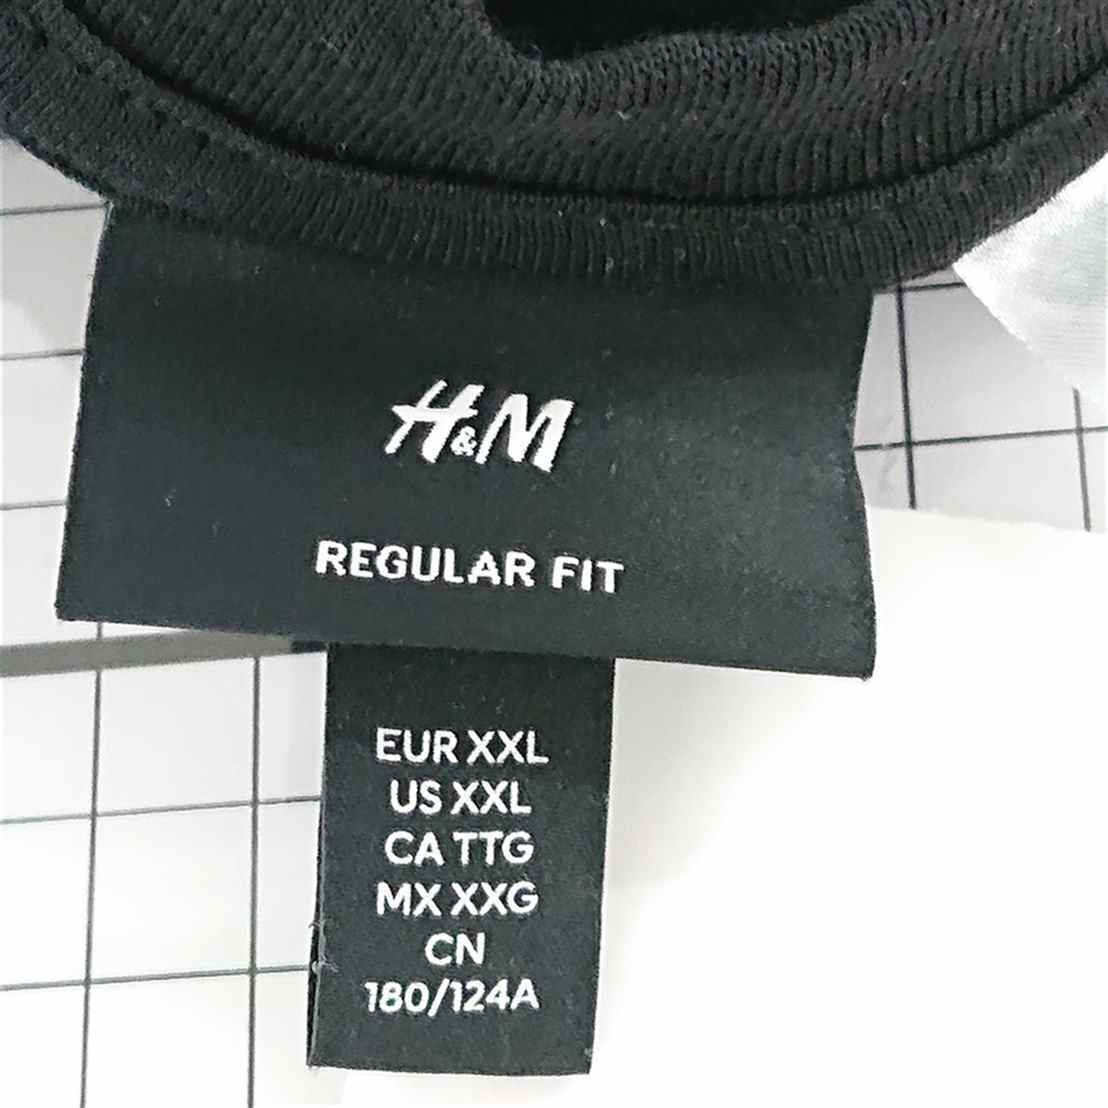 H&M
REGULAR FIT
EUR XXL
US XXL
CA TTG
MX XXG
CN
180/124A